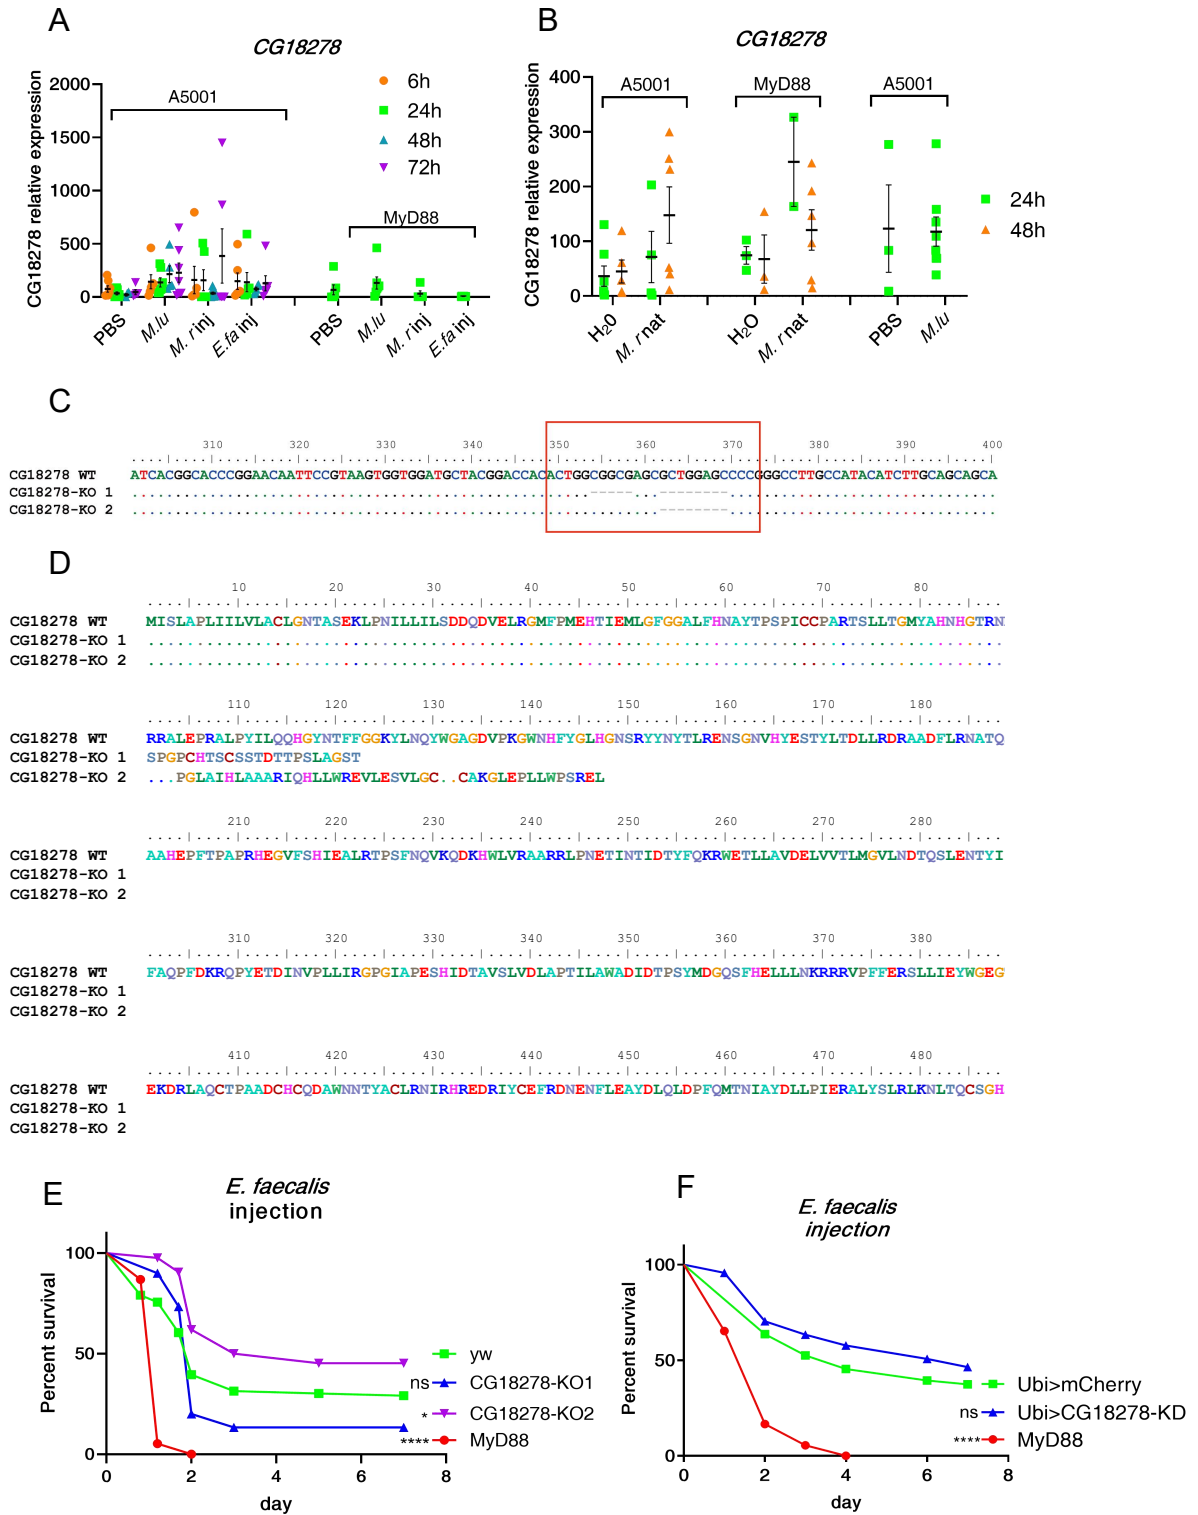 A
CG18278
CG18278 relative expression
2000
1500
1000
500
0
A5001
MyD88
6h
24h
48h
72h
PBS
M.lu
M. r inj
E.fa inj
PBS
M.lu
M. r inj
E.fa inj
B
CG18278
CG18278 relative expression
400
300
200
100
0
A5001
MyD88
A5001
24h
48h
H20
M. r nat
H2O
M. r nat
PBS
M.lu
C
310 320 330 340 350 360 370 380 390 400
CG18278 WT ATCACGGCACCCGGAACAATTCCGTAAGTGGTGGATGCTACGGACCACACTGGCGGCGAGCGCTGGAGCCCCGGGCCTTGCCATACATCTTGCAGCAGCA
CG18278-KO 1
CG18278-KO 2
D
10 20 30 40 50 60 70 80
CG18278 WT MISLAPLIILVLACLGNTASEKLPNILLILSDDQDVELRGMFPMEHTIEMLGFGGALFHNAYTPSPICCPARTSLLTGMYAHNHGTRN
CG18278-KO 1
CG18278-KO 2
110 120 130 140 150 160 170 180
CG18278 WT RRALEPRALPYILQQHGYNTFFGGKYLNQYWGAGDVPKGWNHFYGLHGNSRYYNYTLRENSGNVHYESTYLTDLLRDRAADFLRNATQ
CG18278-KO 1 SPGPCHTSCSSTDTTPSLAGST
CG18278-KO 2 ...PGLAIHLAAARIQHLLWREVLESVLGC..CAKGLEPLLWPSREL
210 220 230 240 250 260 270 280
CG18278 WT AAHEPFTPAPRHEGVFSHIEALRTPSFNQVKQDKHWLVRAARRLPNETINTIDTYFQKRWETLLAVDELVVTLMGVLNDTQSLENTYI
CG18278-KO 1
CG18278-KO 2
310 320 330 340 350 360 370 380
CG18278 WT FAQPFDKRQPYETDINVPLLIRGPGIAPESHIDTAVSLVDLAPTILAWADIDTPSYMDGQSFHELLLNKRRRVPFFERSLLIEYWGEG
CG18278-KO 1
CG18278-KO 2
410 420 430 440 450 460 470 480
CG18278 WT EKDRLAQCTPAADCHCQDAWNNTYACLRNIRHREDRIYCEFRDNENFLEAYDLQLDPFQMTNIAYDLLPIERALYSLRLKNLTQCSGH
CG18278-KO 1
CG18278-KO 2
E
E. faecalis
injection
Percent survival
100
50
0
0 2 4 6 8
day
yw
ns CG18278-KO1
* CG18278-KO2
**** MyD88
F
E. faecalis
injection
Percent survival
100
50
0
0 2 4 6 8
day
Ubi>mCherry
ns Ubi>CG18278-KD
**** MyD88